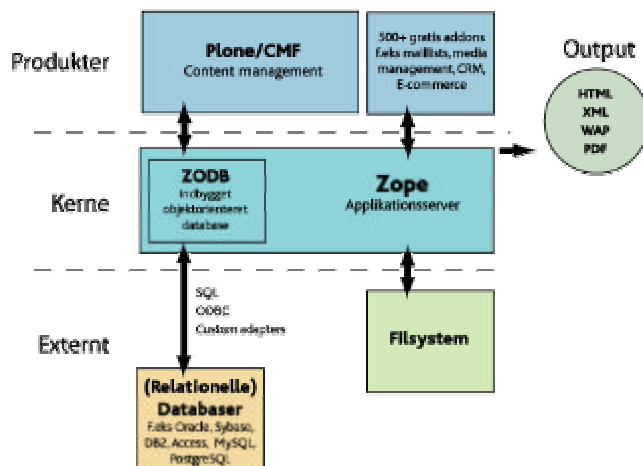 Produkter
Plone/CMF
Content management
500+ gratis addons
f.eks maillists, media
management, CRM,
E-commerce
Output
HTML
XML
WAP
PDF
Kerne
ZODB
Indbygget
objektorienteret
database
Zope
Applikationsserver
SQL
ODBC
Custom adapters
Externt
Filsystem
(Relationelle)
Databaser
F.eks Oracle, Sybase,
DB2, Access, MySQL,
PostgreSQL